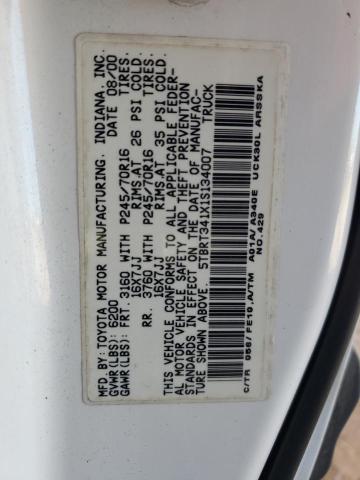 MFD. BY: TOYOTA MOTOR MANUFACTURING, INDIANA, INC.
GVWR(LBS): 6200 DATE 08/00
GAWR(LBS): FRT. 3160 WITH P245/70R16 TIRES.
16X7JJ RIMS.AT 26 PSI COLD.
RR. 3760 WITH P245/70R16 TIRES.
16X7JJ RIMS.AT 35 PSI COLD.
THIS VEHICLE CONFORMS TO ALL APPLICABLE FEDER-
AL MOTOR VEHICLE SAFETY AND THEFT PREVENTION
STANDARDS IN EFFECT ON THE DATE OF MANUFAC-
TURE SHOWN ABOVE.
5TBRT341X1S134007 TRUCK
C/TR 056/FE19,A/TM A01A/A340E UCK30L ARSSKA
NO.429